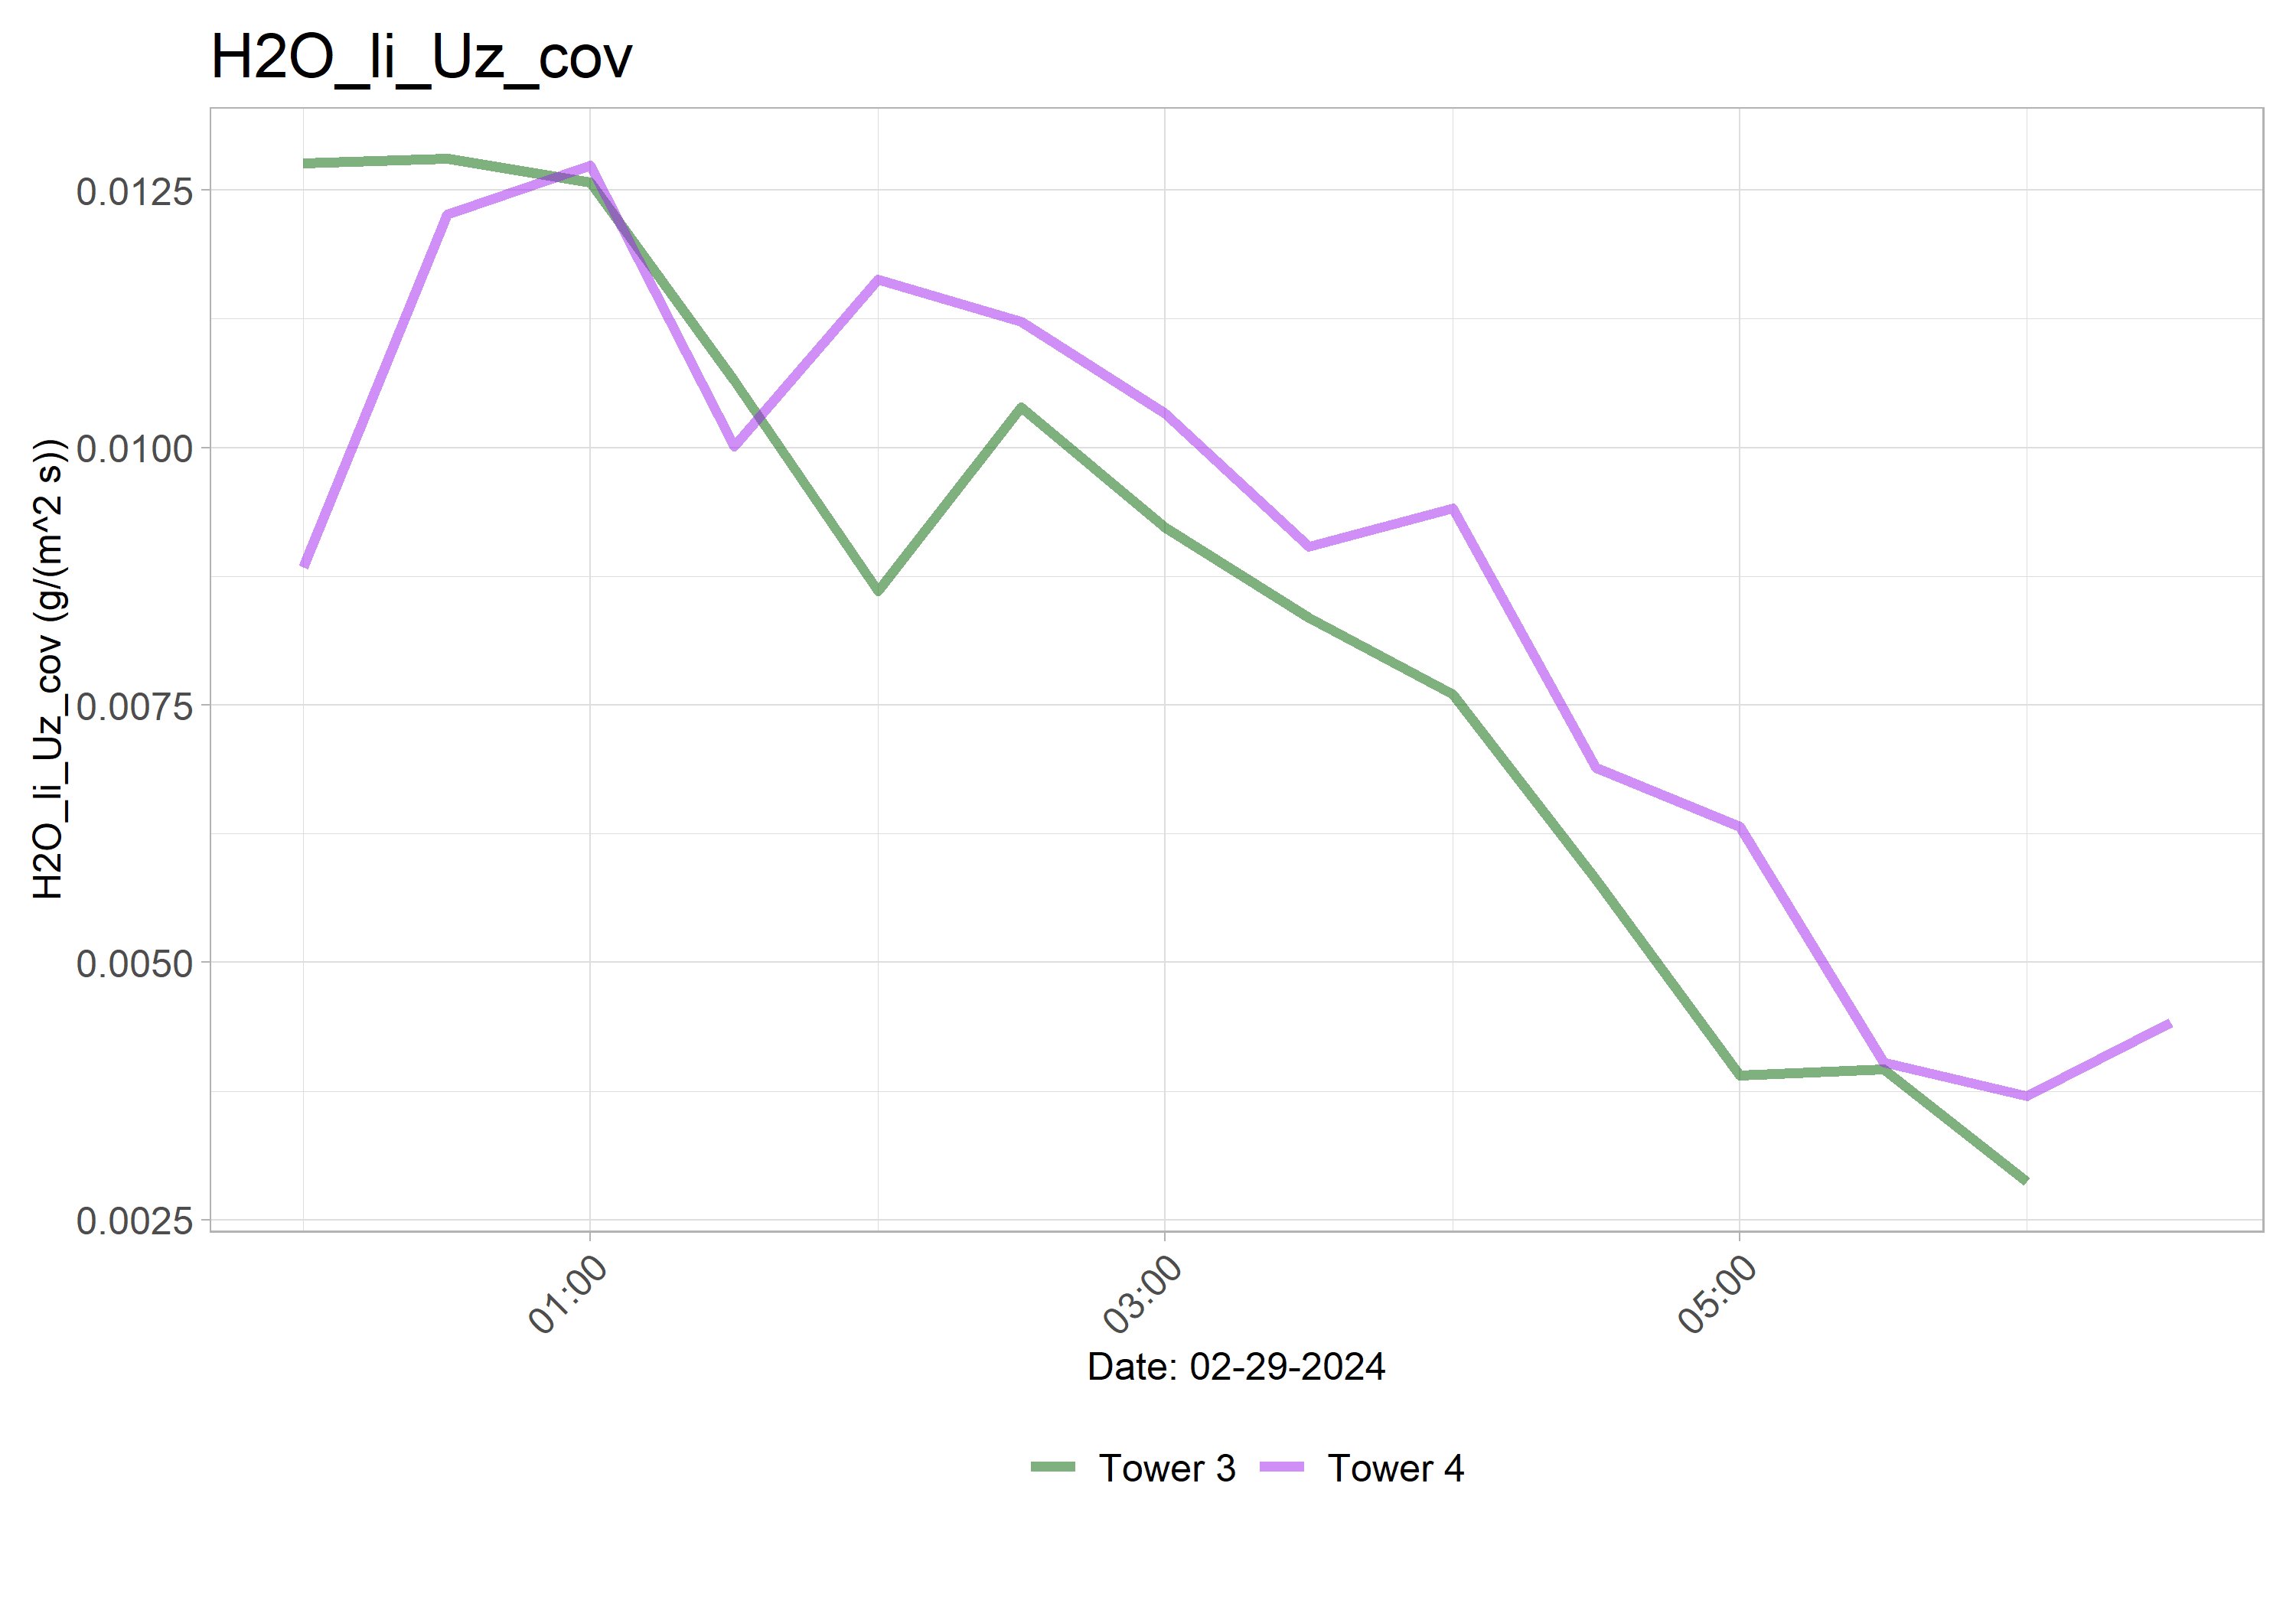 H2O_li_Uz_cov
H2O_li_Uz_cov (g/(m^2 s))
0.0125
0.0100
0.0075
0.0050
0.0025
01:00
03:00
05:00
Date: 02-29-2024
Tower 3
Tower 4